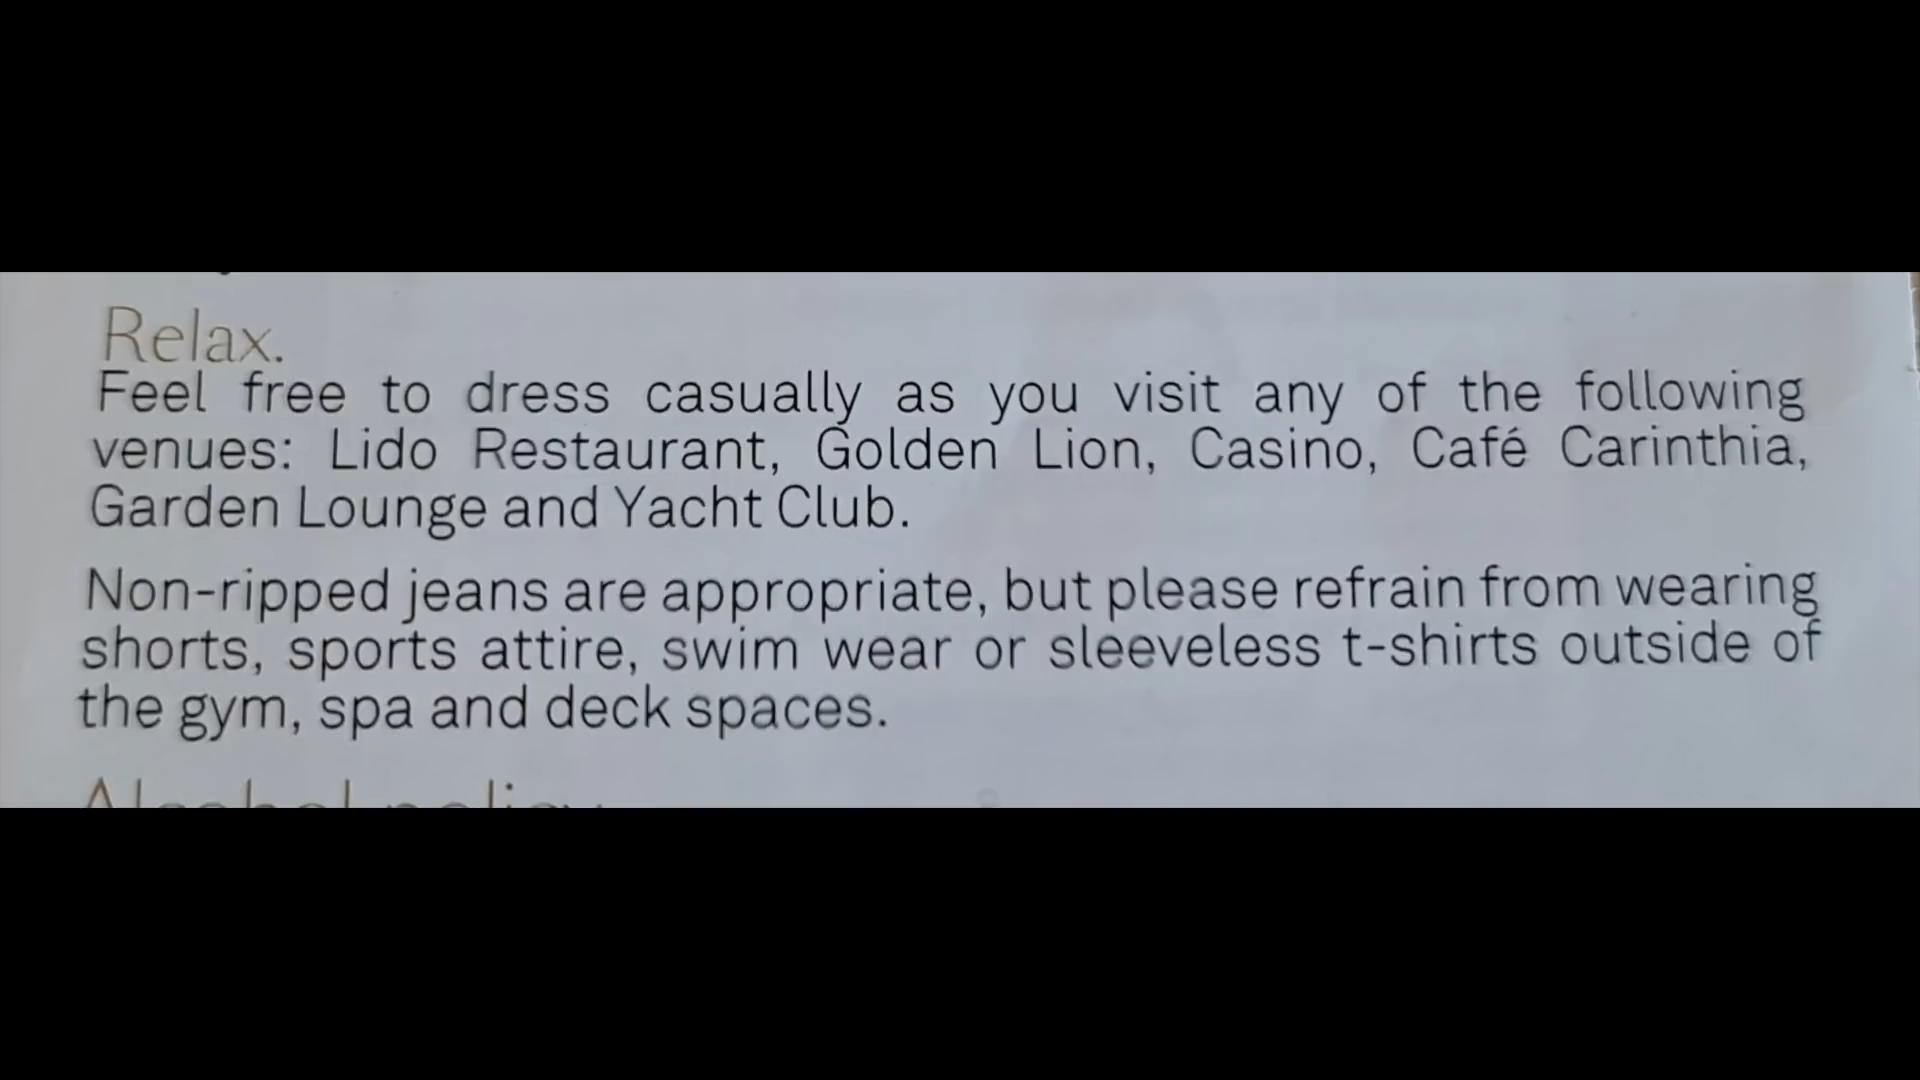 Relax.
Feel free to dress casually as you visit any of the following
venues: Lido Restaurant, Golden Lion, Casino, Café Carinthia,
Garden Lounge and Yacht Club.
Non-ripped jeans are appropriate, but please refrain from wearing
shorts, sports attire, swim wear or sleeveless t-shirts outside of
the gym, spa and deck spaces.
Alcohol policy